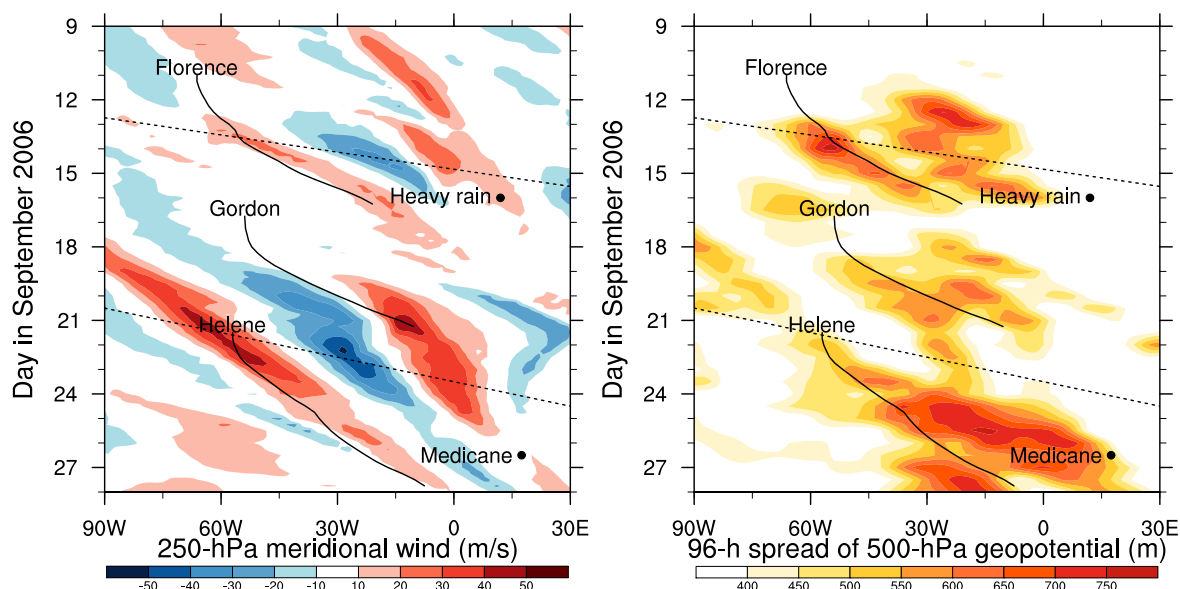 9
12
15
18
21
24
27
Day in September 2006
Florence
Heavy rain
Gordon
Helene
Medicane
90W 60W 30W 0 30E
250-hPa meridional wind (m/s)
-50 -40 -30 -20 -10 10 20 30 40 50
9
12
15
18
21
24
27
Day in September 2006
Florence
Heavy rain
Gordon
Helene
Medicane
90W 60W 30W 0 30E
96-h spread of 500-hPa geopotential (m)
400 450 500 550 600 650 700 750